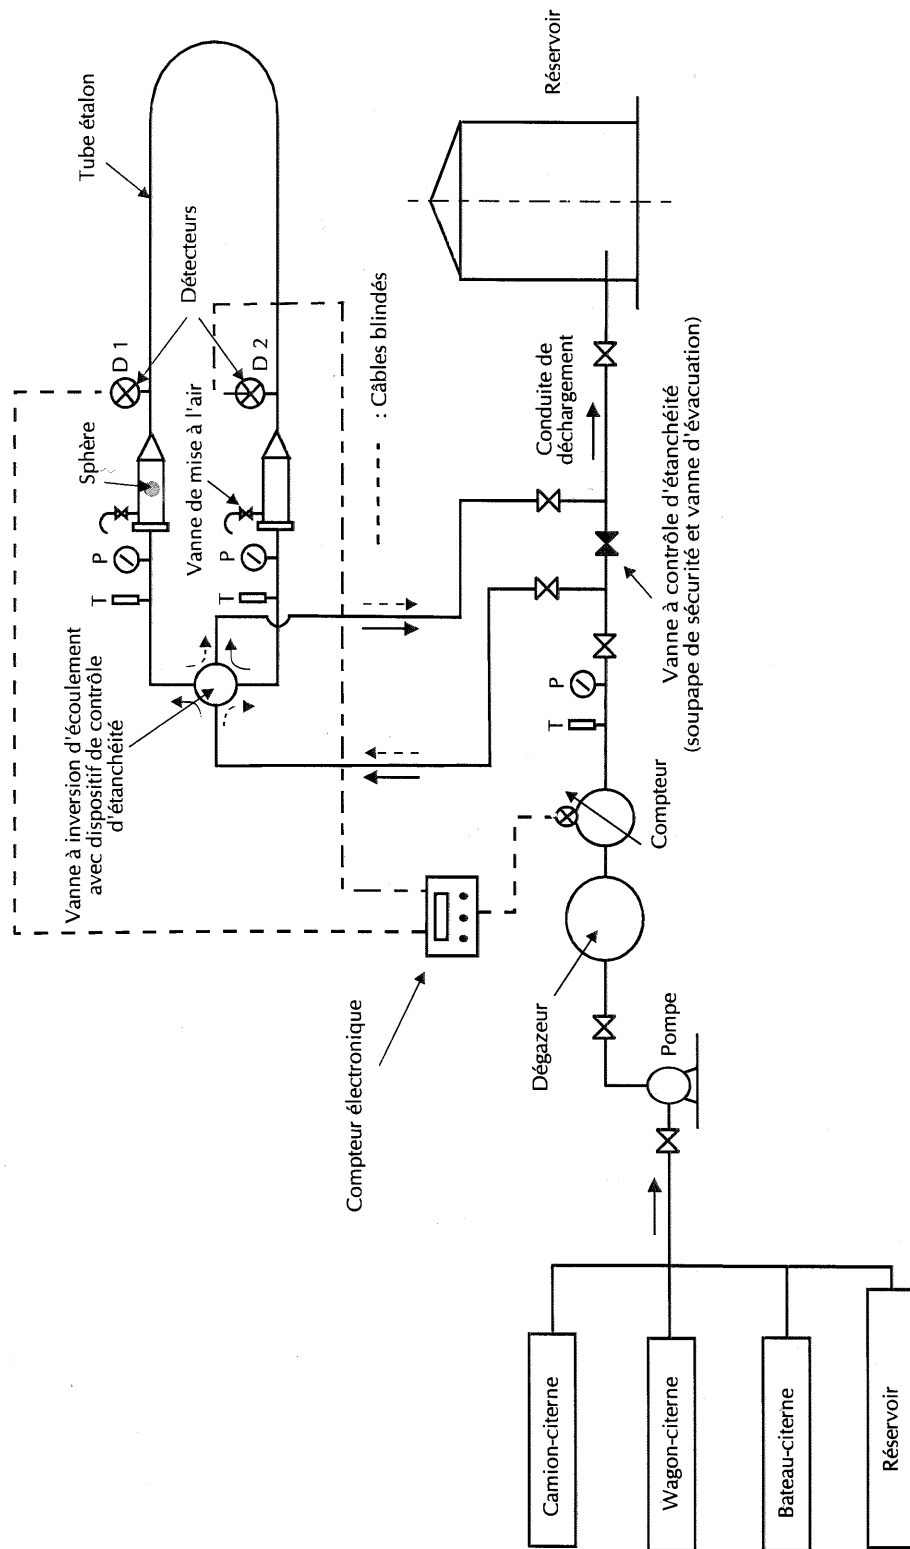 Réservoir
Tube étalon
Détecteurs
D 1
D 2
Sphère
Vanne de mise à l'air
: Câbles blindés
P
T
P
T
Vanne à inversion d'écoulement
avec dispositif de contrôle
d'étanchéité
Conduite de
déchargement
Vanne à contrôle d'étanchéité
(soupape de sécurité et vanne d'évacuation)
P
T
Compteur
Compteur électronique
Dégazeur
Pompe
Camion-citerne
Wagon-citerne
Bateau-citerne
Réservoir